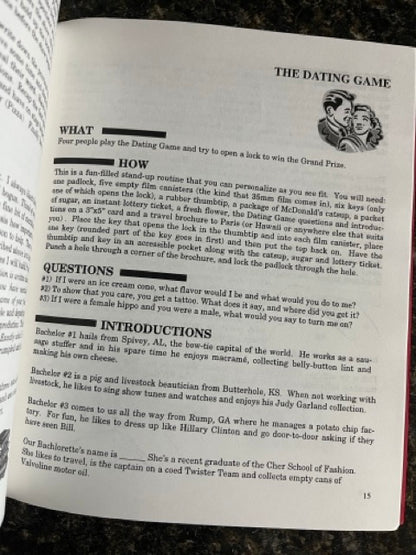 THE DATING GAME
WHAT
Four people play the Dating Game and try to open a lock to win the Grand Prize.
HOW
This is a fun-filled stand-up routine that you can personalize as you see fit. You will need:
one padlock, five empty film canisters (the kind that 35mm film comes in), six keys (only
one of which opens the lock), a rubber thumbtip, a package of McDonald's catsup, a packet
of sugar, an instant lottery ticket, a fresh flower, the Dating Game questions and introduc-
tions on a 3"x5" card and a travel brochure to Paris (or Hawaii or anywhere else that suits
you). Place the key that opens the lock in the thumbtip and into each film canister, place
one key (rounded part of the key goes in first) and then put the top back on. Have the
thumbtip and key in an accessible pocket along with the catsup, sugar and lottery ticket.
Punch a hole through a corner of the brochure, and lock the padlock through the hole.
QUESTIONS
#1) If I were an ice cream cone, what flavor would I be and what would you do to me?
#2) To show that you care, you get a tattoo. What does it say, and where did you get it?
#3) If I were a female hippo and you were a male, what would you say to turn me on?
INTRODUCTIONS
Bachelor #1 hails from Spivey, AL, the bow-tie capital of the world. He works as a sau-
sage stuffer and in his spare time he enjoys macramé, collecting belly-button lint and
making his own cheese.
Bachelor #2 is a pig and livestock beautician from Butterhole, KS. When not working with
livestock, he likes to sing show tunes and watches and enjoys his Judy Garland collection.
Bachelor #3 comes to us all the way from Rump, GA where he manages a potato chip fac-
tory. For fun, he likes to dress up like Hillary Clinton and go door-to-door asking if they
have seen Bill.
Our Bachlorette's name is _____ She's a recent graduate of the Cher School of Fashion.
She likes to travel, is the captain on a coed Twister Team and collects empty cans of
Valvoline motor oil.
15